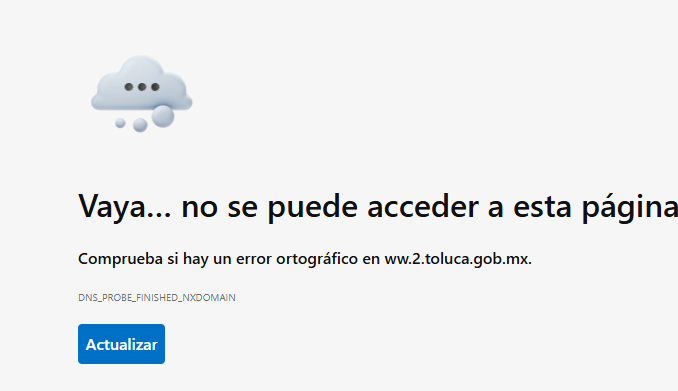 Vaya... no se puede acceder a esta página
Comprueba si hay un error ortográfico en ww.2.toluca.gob.mx.
DNS_PROBE_FINISHED_NXDOMAIN
Actualizar